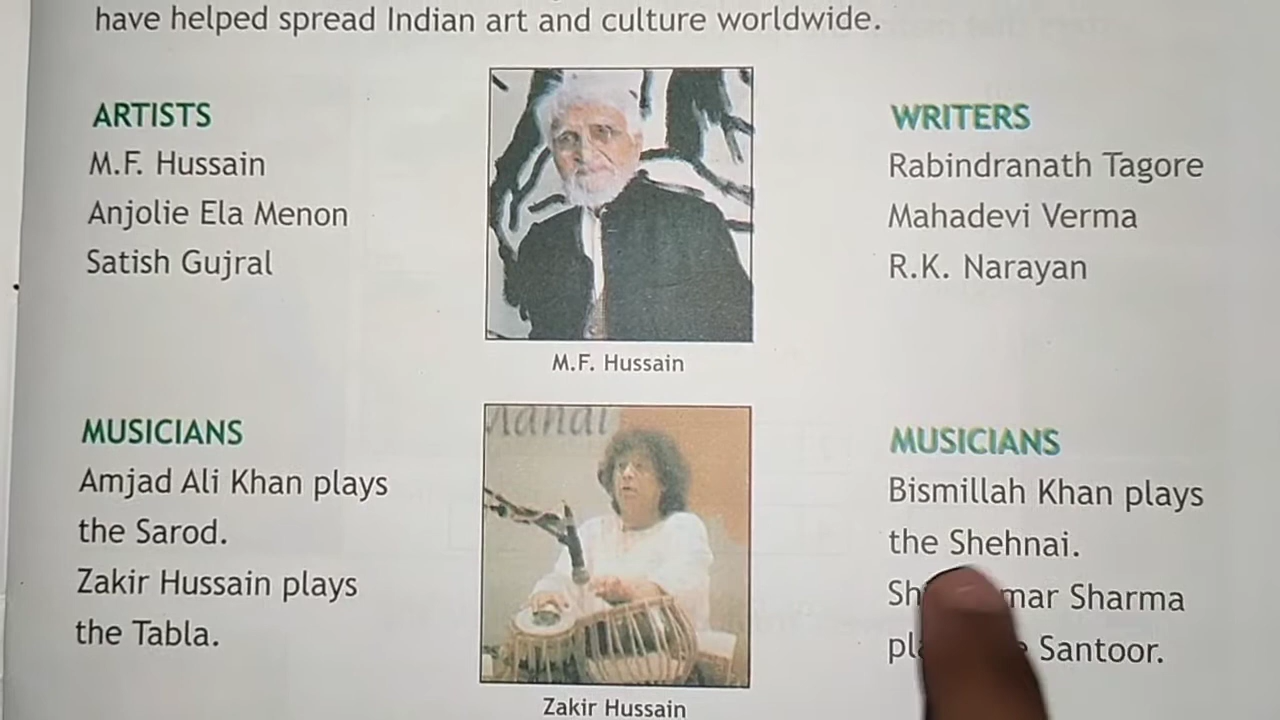 have helped spread Indian art and culture worldwide.
ARTISTS
M.F. Hussain
Anjolie Ela Menon
Satish Gujral
M.F. Hussain
WRITERS
Rabindranath Tagore
Mahadevi Verma
R.K. Narayan
MUSICIANS
Amjad Ali Khan plays
the Sarod.
Zakir Hussain plays
the Tabla.
Zakir Hussain
MUSICIANS
Bismillah Khan plays
the Shehnai.
Sharma
Santoor.